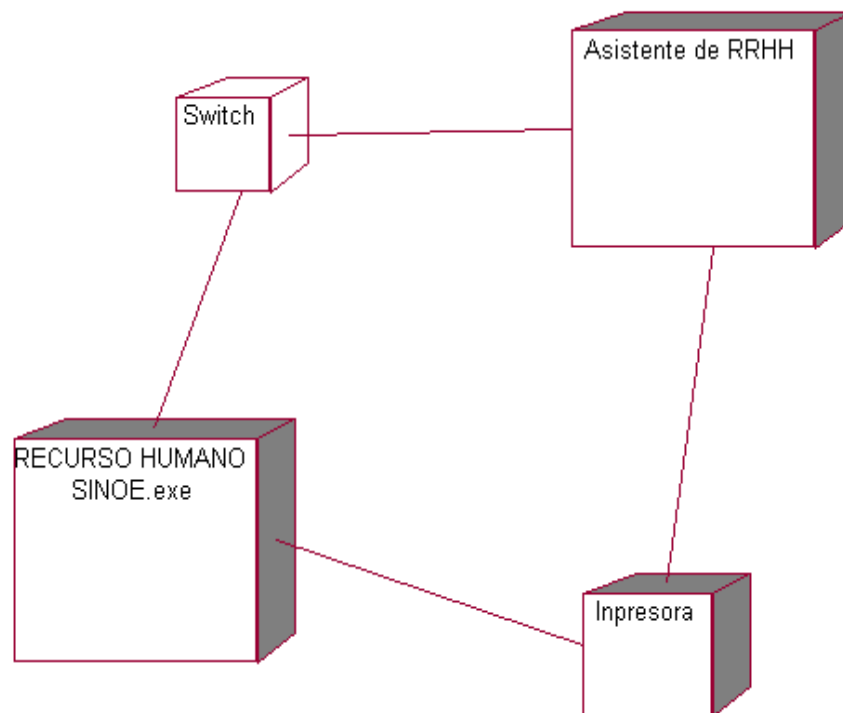 Asistente de RRHH
Switch
RECURSO HUMANO
SINOE.exe
Inpresora